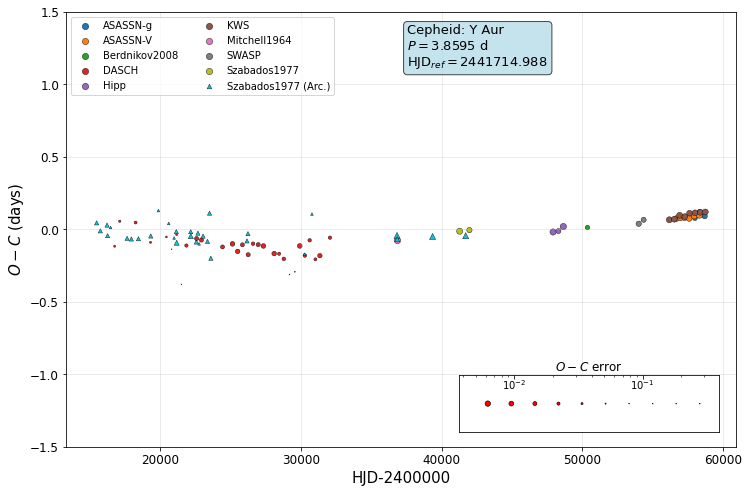 ASASSN-g
ASASSN-V
Berdnikov2008
DASCH
Hipp
KWS
Mitchell1964
SWASP
Szabados1977
Szabados1977 (Arc.)
Cepheid: Y Aur
P = 3.8595 d
HJD_ref = 2441714.988
1.5
1.0
0.5
0.0
−0.5
−1.0
−1.5
O − C (days)
O − C error
10^−2
10^−1
20000
30000
40000
50000
60000
HJD-2400000